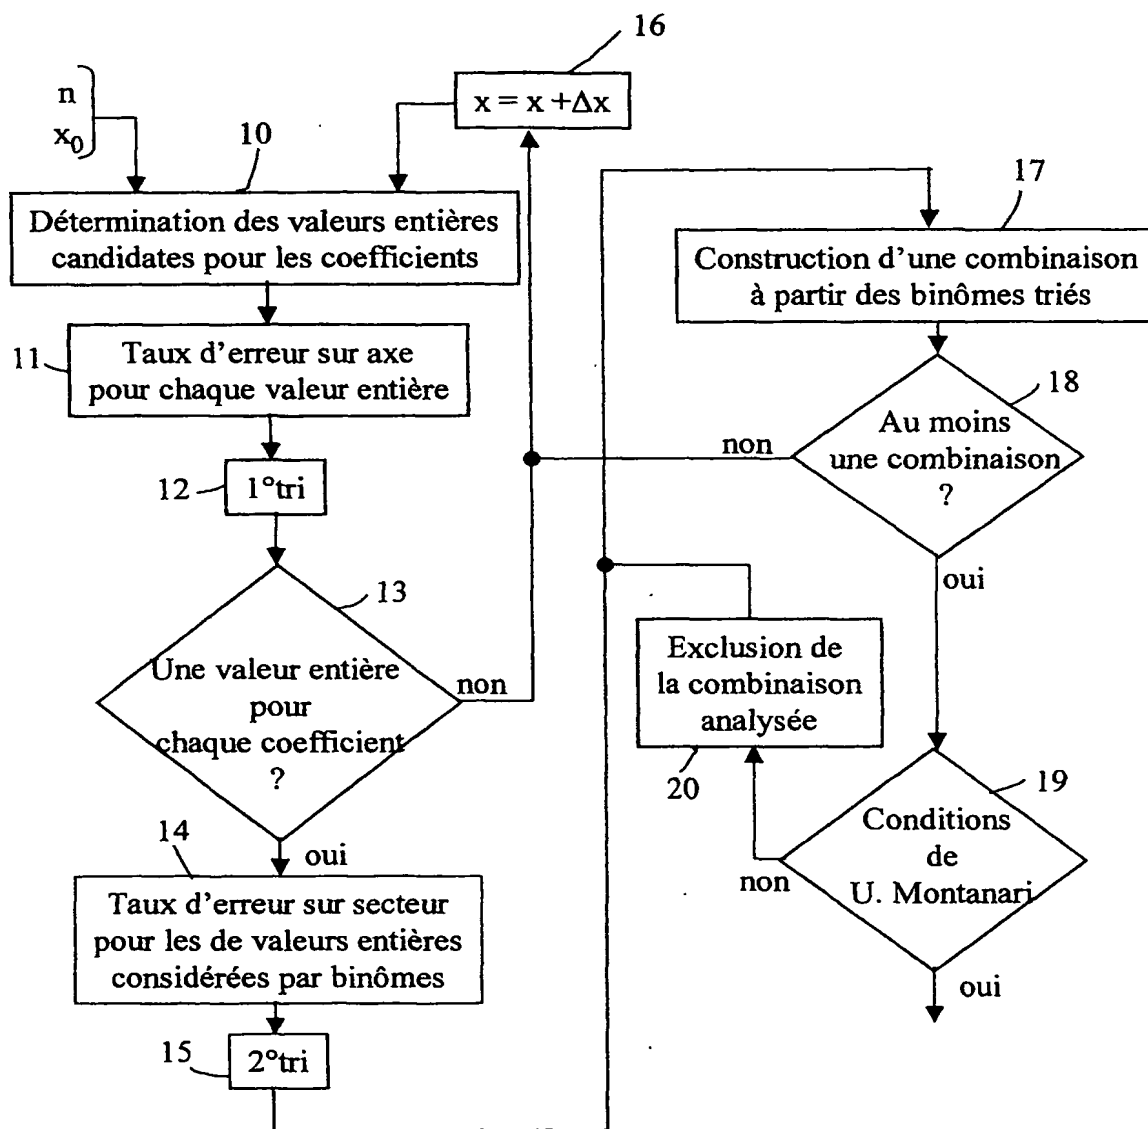 16
n
x₀
x = x + Δx
10
Détermination des valeurs entières
candidates pour les coefficients
17
Construction d'une combinaison
à partir des binômes triés
11
Taux d'erreur sur axe
pour chaque valeur entière
18
Au moins
une combinaison
?
non
oui
12
1°tri
13
Une valeur entière
pour
chaque coefficient
?
non
oui
Exclusion de
la combinaison
analysée
20
19
Conditions
de
U. Montanari
non
oui
14
Taux d'erreur sur secteur
pour les de valeurs entières
considérées par binômes
15
2°tri